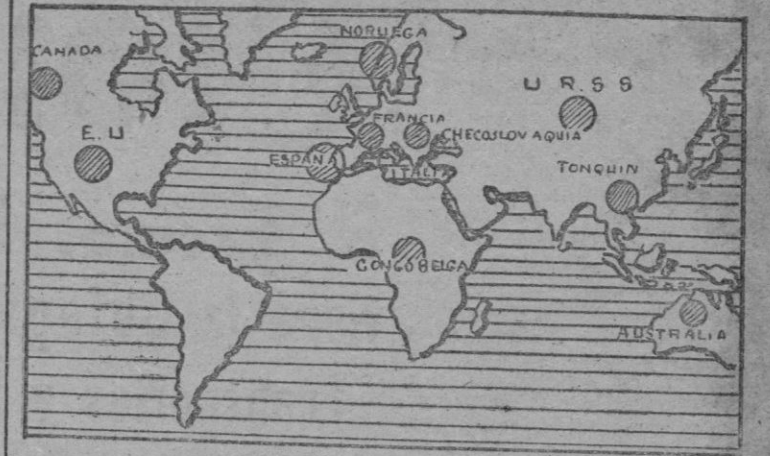 CANADA
NORUEGA
U R.S S
E.U
FRANCIA
CHECOSLOVAQUIA
ESPAÑA
ITALIA
TONQUIN
CONGO BELGA
AUSTRALIA